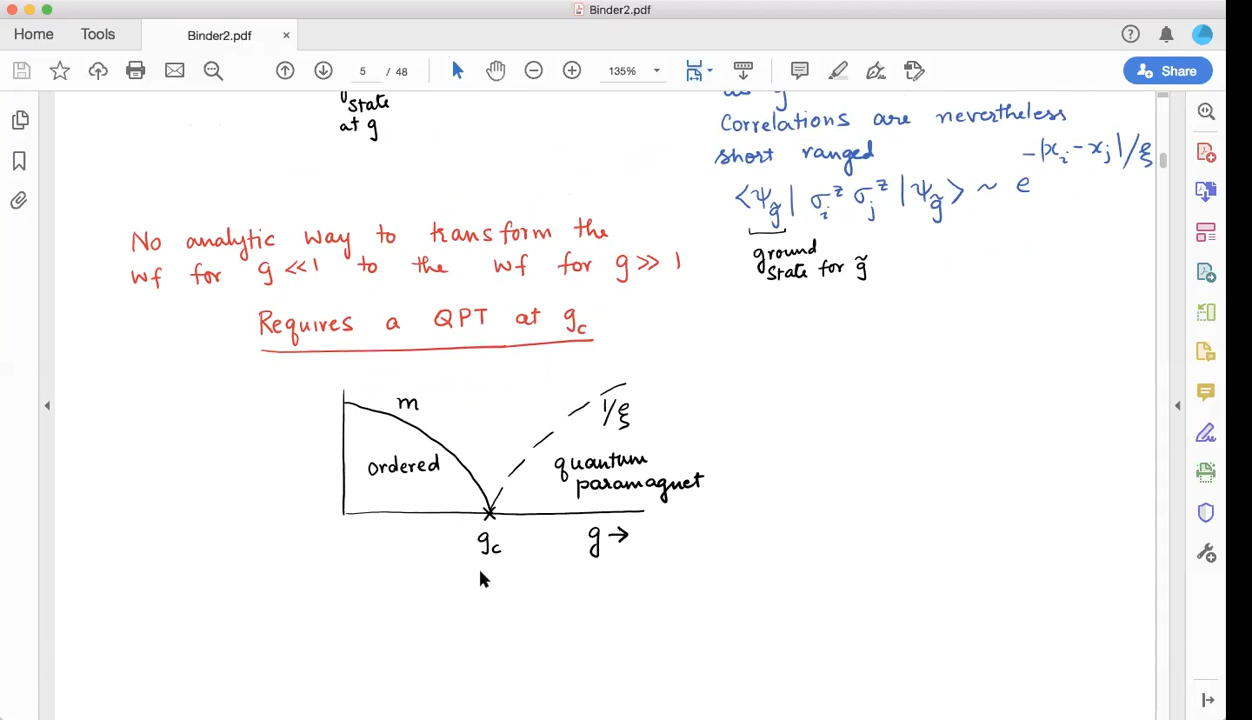 Binder2.pdf
Home
Tools
Binder2.pdf
×
5 / 48
135%
Share
State
at g
Correlations are nevertheless
short ranged
⟨ψ_g̃| σ_i^z σ_j^z |ψ_g̃⟩ ~ e^{-|x_i - x_j|/ξ}
ground
State for g̃
No analytic way to transform the
wf for g << 1 to the wf for g >> 1
Requires a QPT at g_c
m
1/ξ
ordered
quantum
paramagnet
g_c
g →